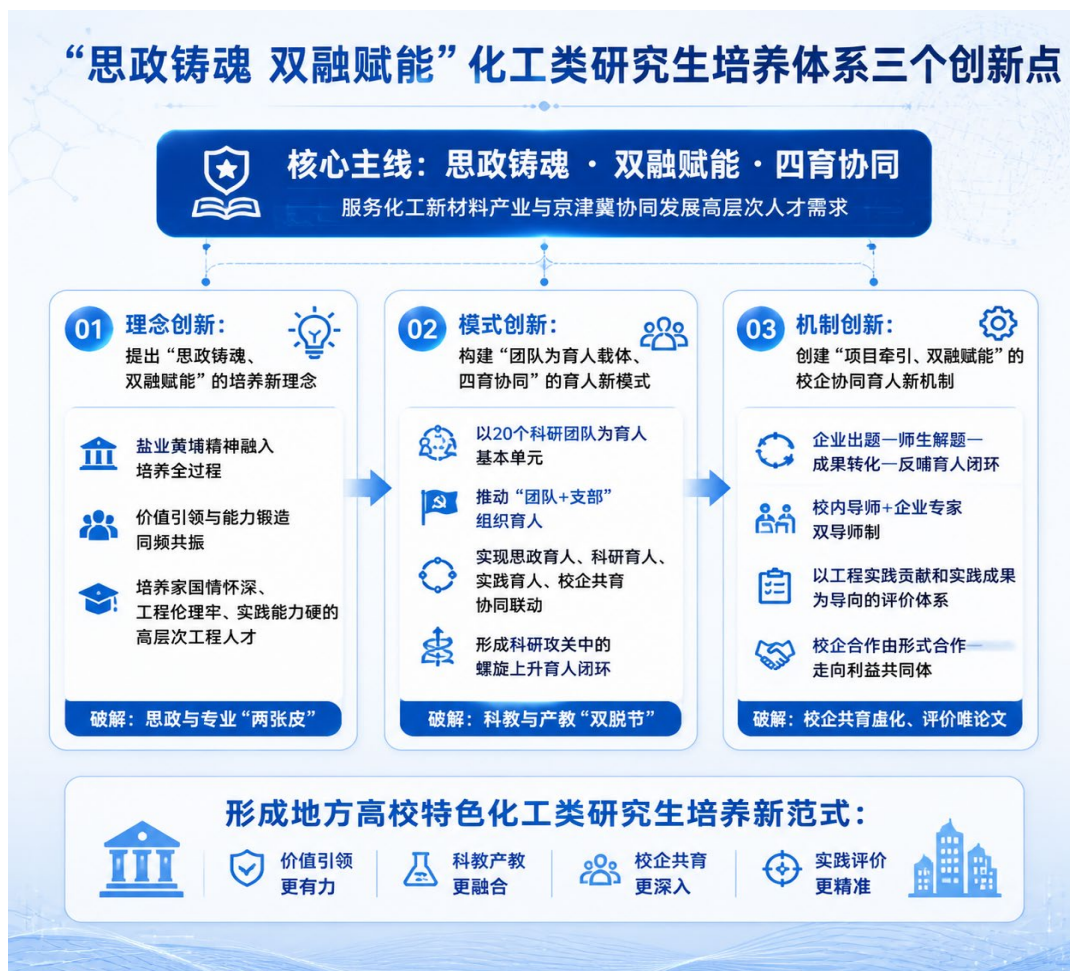 “思政铸魂 双融赋能”化工类研究生培养体系三个创新点
核心主线：思政铸魂 · 双融赋能 · 四育协同
服务化工新材料产业与京津冀协同发展高层次人才需求
01 理念创新：
提出“思政铸魂、
双融赋能”的培养新理念
盐业黄埔精神融入
培养全过程
价值引领与能力锻造
同频共振
培养家国情怀深、
工程伦理牢、实践能力硬的
高层次工程人才
破解：思政与专业“两张皮”
02 模式创新：
构建“团队为育人载体、
四育协同”的育人新模式
以20个科研团队为育人
基本单元
推动“团队+支部”
组织育人
实现思政育人、科研育人、
实践育人、校企共育
协同联动
形成科研攻关中的
螺旋上升育人闭环
破解：科教与产教“双脱节”
03 机制创新：
创建“项目牵引、双融赋能”的
校企协同育人新机制
企业出题—师生解题—
成果转化—反哺育人闭环
校内导师+企业专家
双导师制
以工程实践贡献和实践成果
为导向的评价体系
校企合作由形式合作—
走向利益共同体
破解：校企共育虚化、评价唯论文
形成地方高校特色化工类研究生培养新范式：
价值引领
更有力
科教产教
更融合
校企共育
更深入
实践评价
更精准